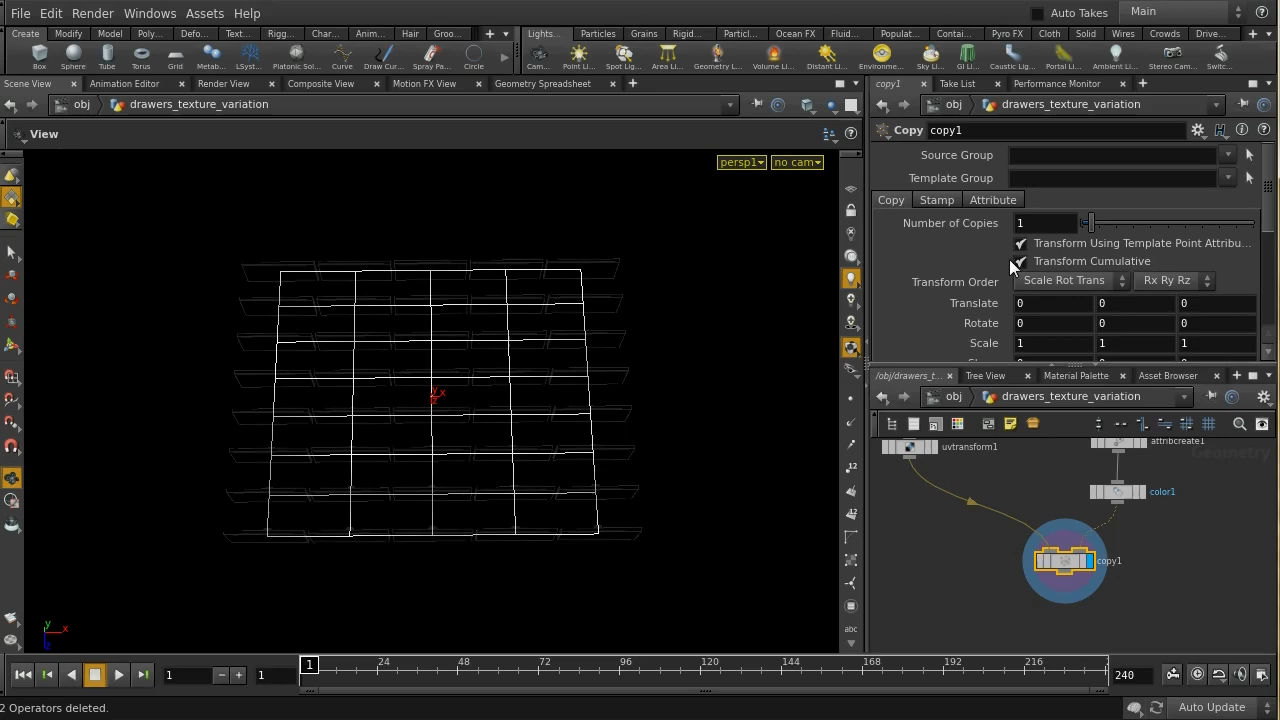 File Edit Render Windows Assets Help Auto Takes Main
Create Modify Model Poly... Defo... Text... Rigg... Char... Anim... Hair Groo... Lights... Particles Grains Rigid... Particl... Ocean FX Fluid... Populat... Contai... Pyro FX Cloth Solid Wires Crowds Drive...
Box Sphere Tube Torus Grid Metab... LSyst... Platonic Sol... Curve Draw Cur... Spray Pa... Circle Cam... Point Li... Spot Lig... Area Li... Geometry L... Volume Li... Distant Li... Environme... Sky Li... GI Li... Caustic Lig... Portal Li... Ambient Li... Stereo Cam... Switc...
Scene View Animation Editor Render View Composite View Motion FX View Geometry Spreadsheet copy1 Take List Performance Monitor
obj drawers_texture_variation obj drawers_texture_variation
View Copy copy1
persp1 no cam
Source Group
Template Group
Copy Stamp Attribute
Number of Copies 1
Transform Using Template Point Attribu...
Transform Cumulative
Transform Order Scale Rot Trans Rx Ry Rz
Translate 0 0 0
Rotate 0 0 0
Scale 1 1 1
/obj/drawers_t... Tree View Material Palette Asset Browser
obj drawers_texture_variation
uvtransform1 attribcreate1
Geometry
color1
copy1
y x
z
12
12
abc
y x
z
1 1 1 24 48 72 96 120 144 168 192 216 240
2 Operators deleted. Auto Update